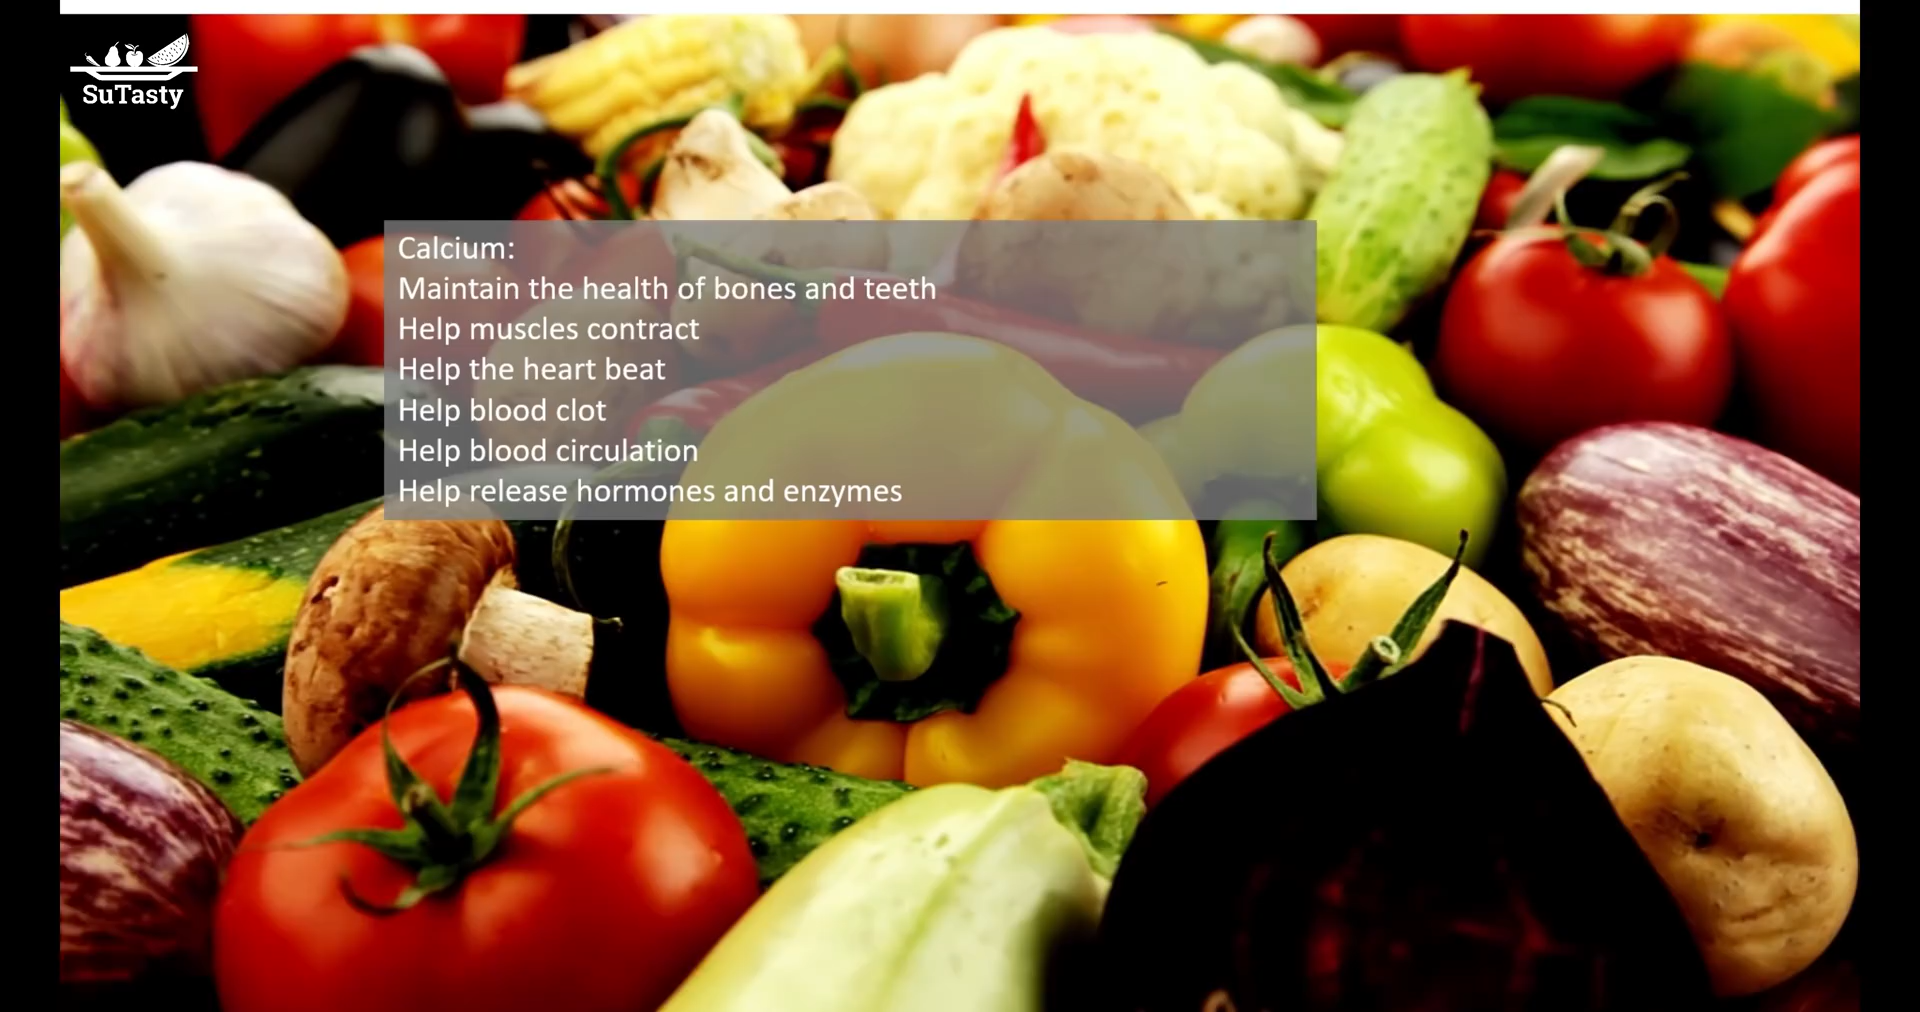 SuTasty
Calcium:
Maintain the health of bones and teeth
Help muscles contract
Help the heart beat
Help blood clot
Help blood circulation
Help release hormones and enzymes